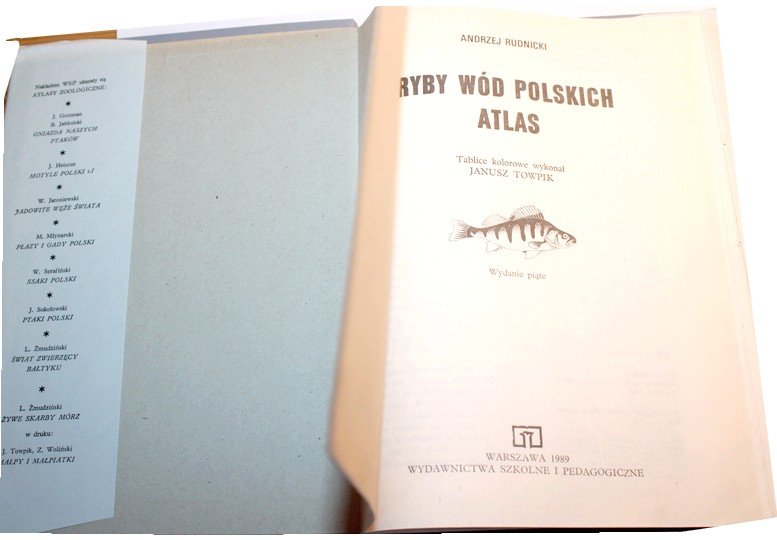 Nakładem WSiP ukazały się
ATLASY ZOOLOGICZNE:
J. Gotzman
B. Jabłoński
GNIAZDA NASZYCH
PTAKÓW
J. Heintze
MOTYLE POLSKI t.I
W. Jaroniewski
JADOWITE WĘŻE ŚWIATA
M. Młynarski
PŁAZY I GADY POLSKI
W. Serafiński
SSAKI POLSKI
J. Sokołowski
PTAKI POLSKI
L. Żmudziński
ŚWIAT ZWIERZĘCY
BAŁTYKU
L. Żmudziński
ŻYWE SKARBY MÓRZ
w druku:
J. Towpik, Z. Woliński
MAŁPY I MAŁPIATKI
ANDRZEJ RUDNICKI
RYBY WÓD POLSKICH
ATLAS
Tablice kolorowe wykonał
JANUSZ TOWPIK
Wydanie piąte
WARSZAWA 1989
WYDAWNICTWA SZKOLNE I PEDAGOGICZNE